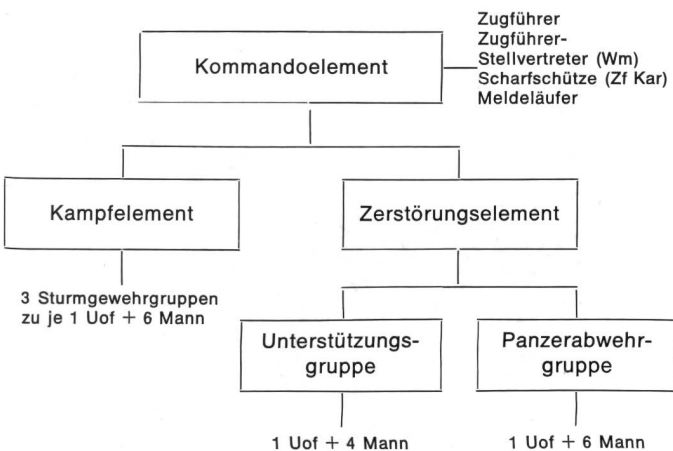 Kommandoelement
Zugführer
Zugführer-
Stellvertreter (Wm)
Scharfschütze (Zf Kar)
Meldeläufer
Kampfelement
Zerstörungselement
3 Sturmgewehrgruppen
zu je 1 Uof + 6 Mann
Unterstützungs-
gruppe
Panzerabwehr-
gruppe
1 Uof + 4 Mann
1 Uof + 6 Mann